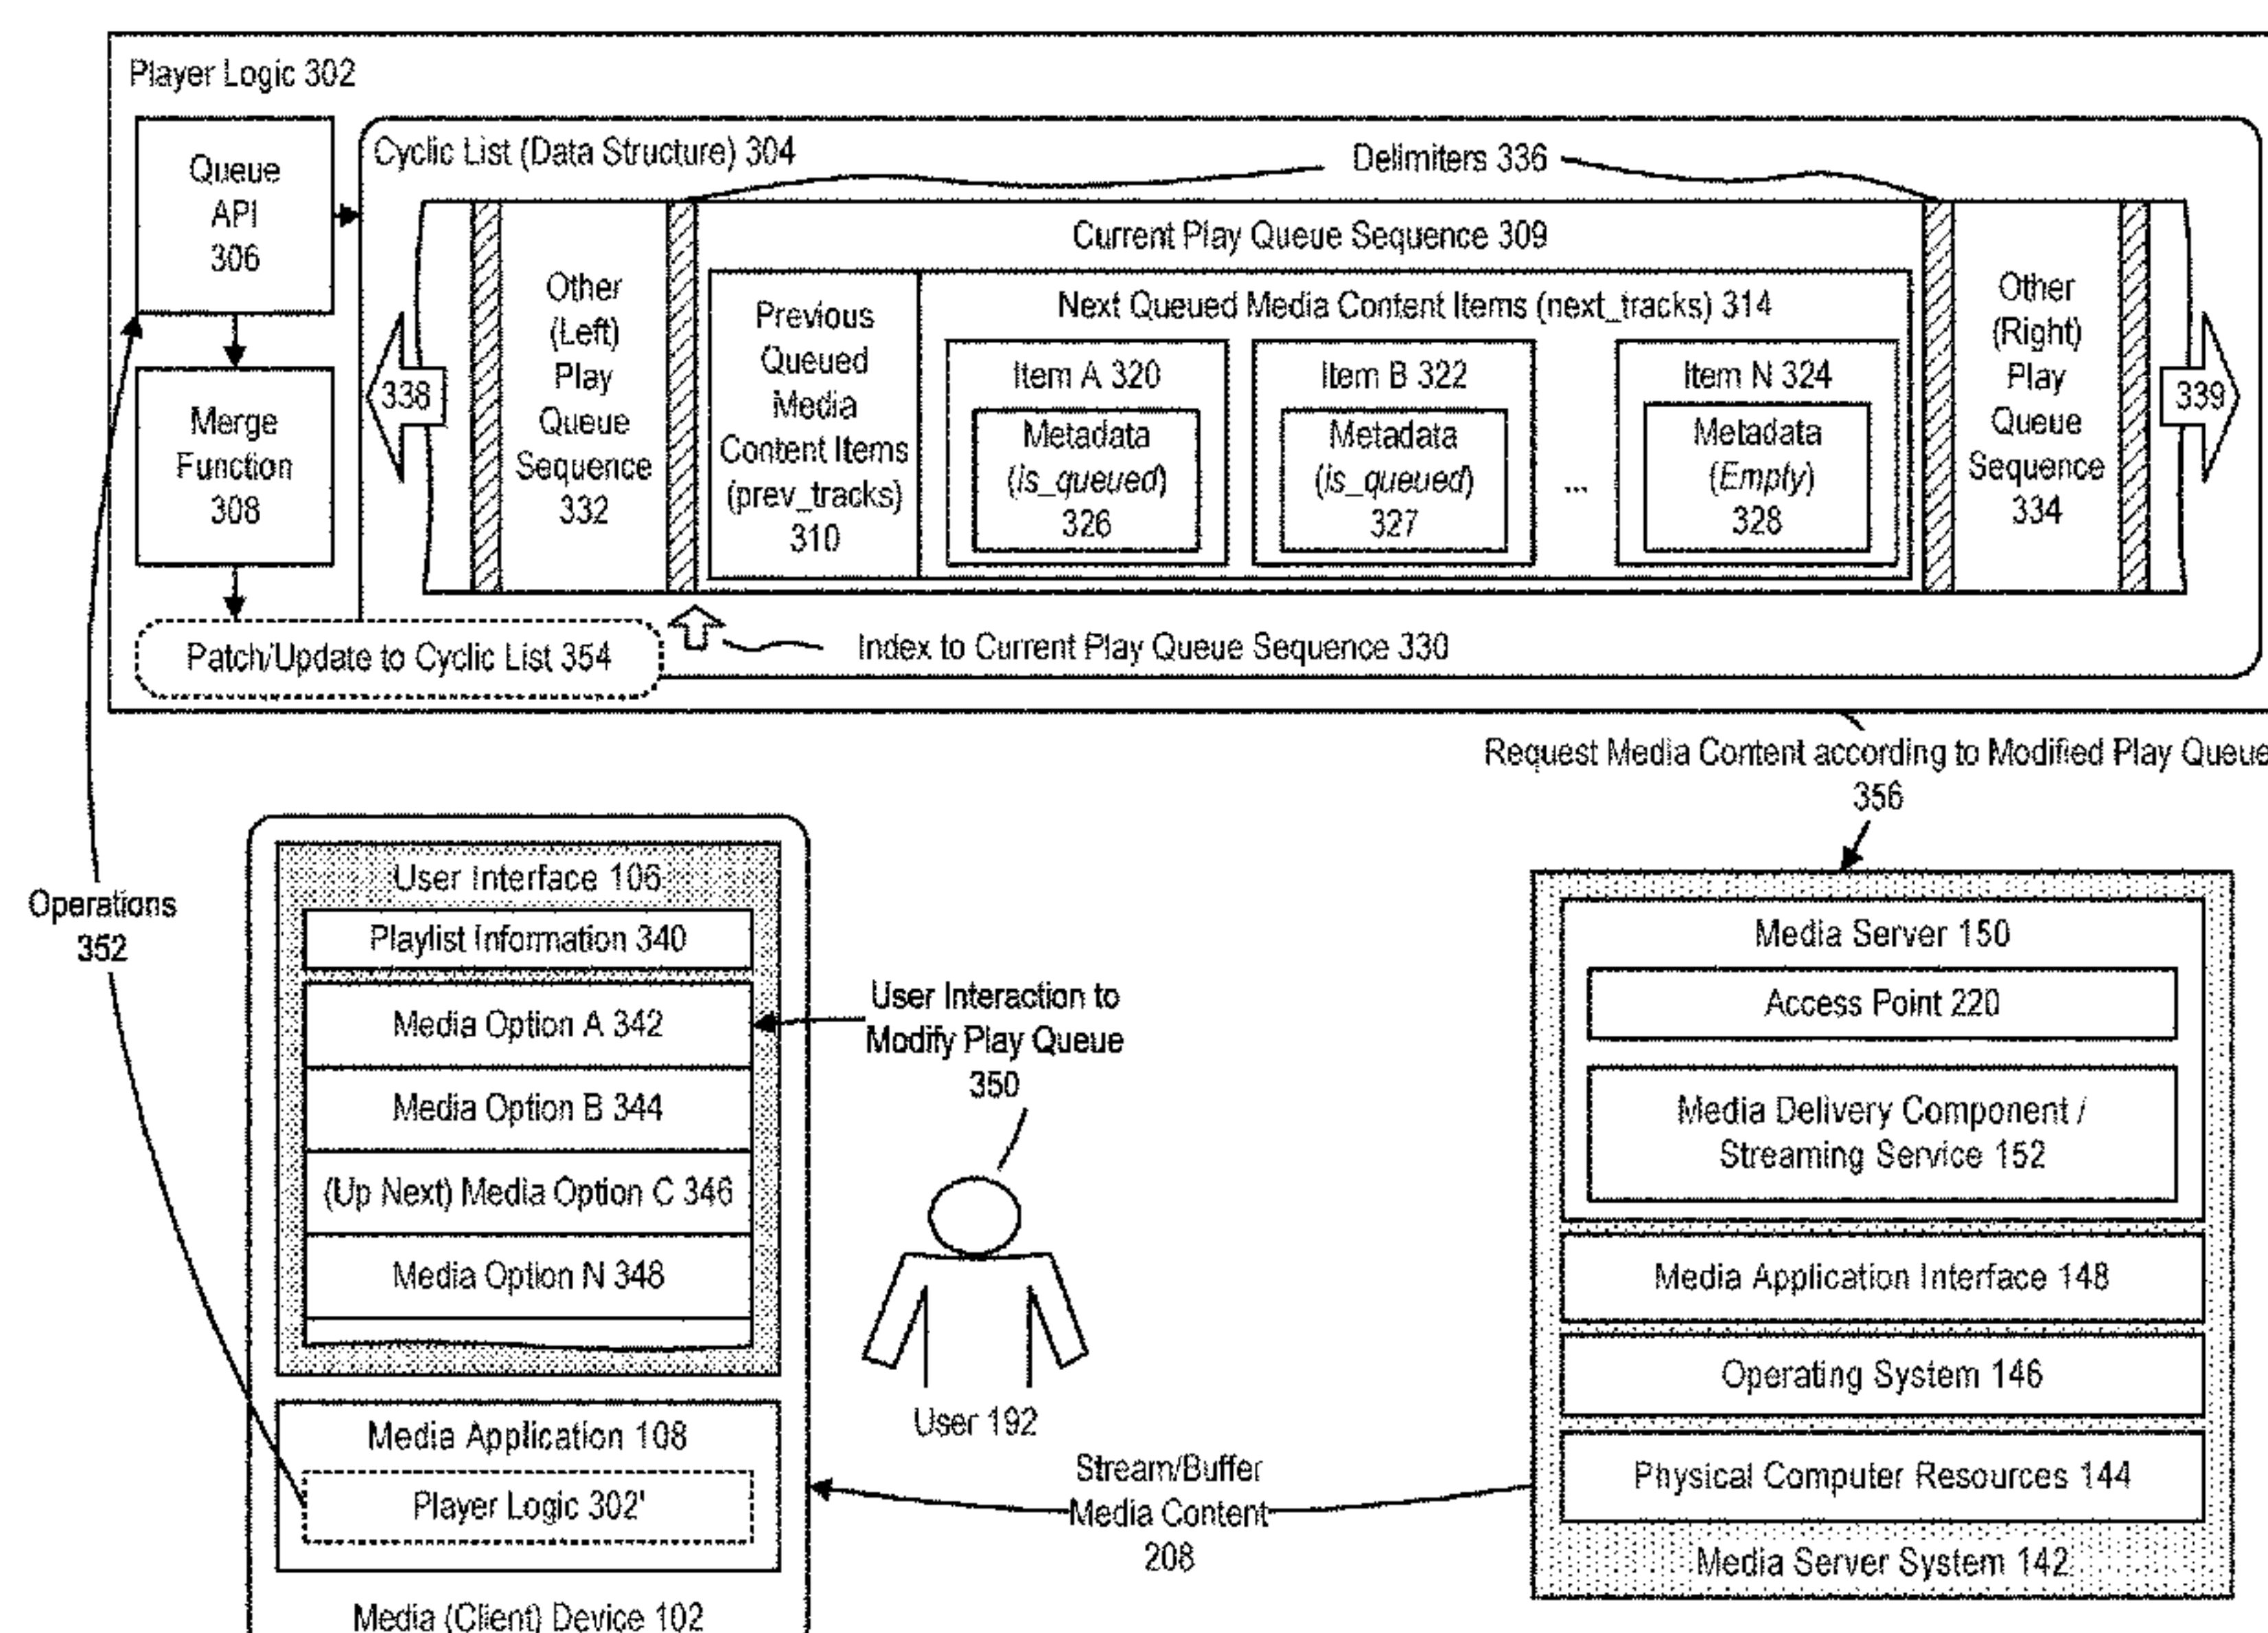 Player Logic 302
Queue
API
306
Merge
Function
308
Patch/Update to Cyclic List 354
Cyclic List (Data Structure) 304
Delimiters 336
338
Other
(Left)
Play
Queue
Sequence
332
Current Play Queue Sequence 309
Previous
Queued
Media
Content Items
(prev_tracks)
310
Next Queued Media Content Items (next_tracks) 314
Item A 320
Metadata
(is_queued)
326
Item B 322
Metadata
(is_queued)
327
...
Item N 324
Metadata
(Empty)
328
Other
(Right)
Play
Queue
Sequence
334
339
Index to Current Play Queue Sequence 330
Request Media Content according to Modified Play Queue
356
Operations
352
User Interface 106
Playlist Information 340
Media Option A 342
Media Option B 344
(Up Next) Media Option C 346
Media Option N 348
Media Application 108
Player Logic 302'
Media (Client) Device 102
User Interaction to
Modify Play Queue
350
User 192
Stream/Buffer
Media Content
208
Media Server 150
Access Point 220
Media Delivery Component /
Streaming Service 152
Media Application Interface 148
Operating System 146
Physical Computer Resources 144
Media Server System 142